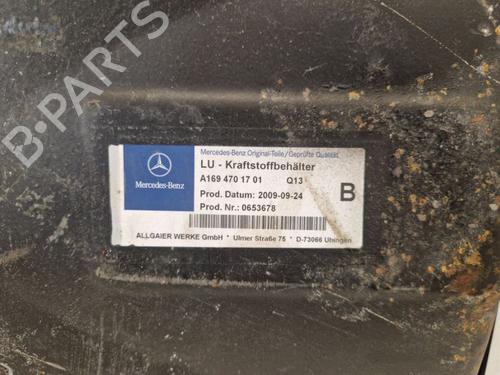 B-PARTS
Mercedes-Benz Original-Teile/Geprüfte Qualität
LU - Kraftstoffbehälter
A169 470 17 01 Q13
Mercedes-Benz
Prod. Datum: 2009-09-24
B
Prod. Nr.: 0653678
ALLGAIER WERKE GmbH * Ulmer Straße 75 * D-73066 Uhingen